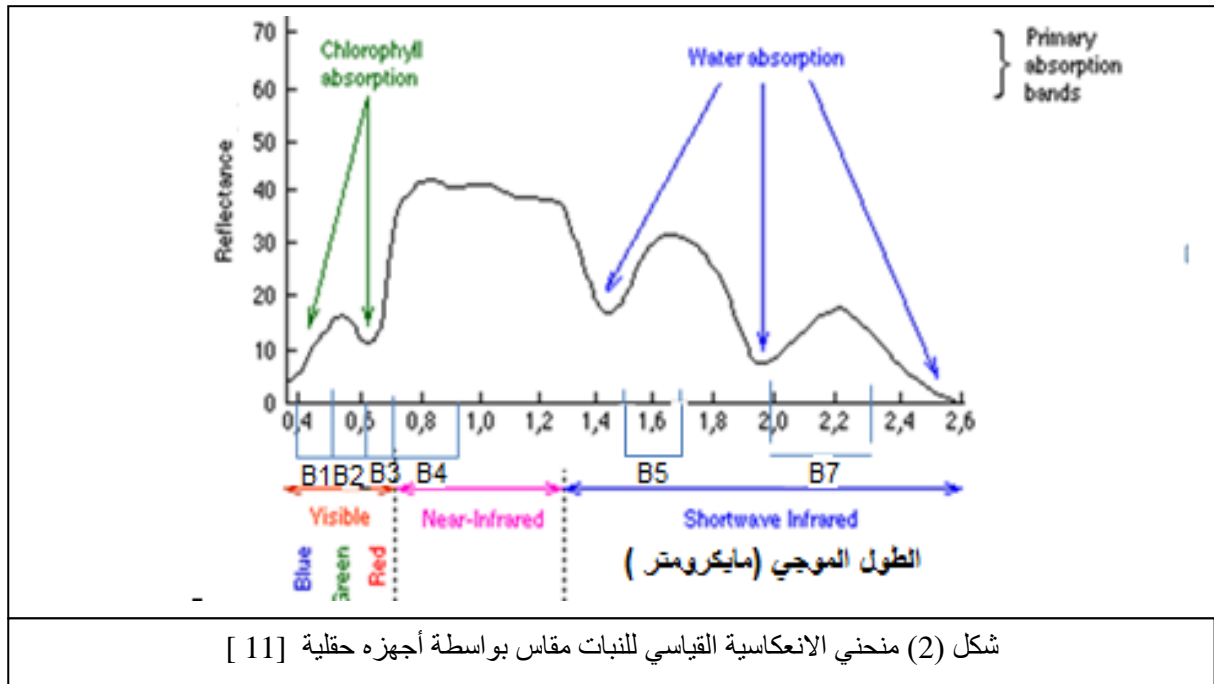 70
60
50
40
30
20
10
0
Reflectance
Chlorophyll
absorption
Water absorption
Primary
absorption
bands
0,4 0,6 0,8 1,0 1,2 1,4 1,6 1,8 2,0 2,2 2,4 2,6
B1 B2 B3 B4 B5 B7
Visible Near-Infrared Shortwave Infrared
Blue
Green
Red
الطول الموجي (مايكرومتر )
شكل (2) منحني الانعكاسية القياسي للنبات مقاس بواسطة أجهزه حقلية [11 ]